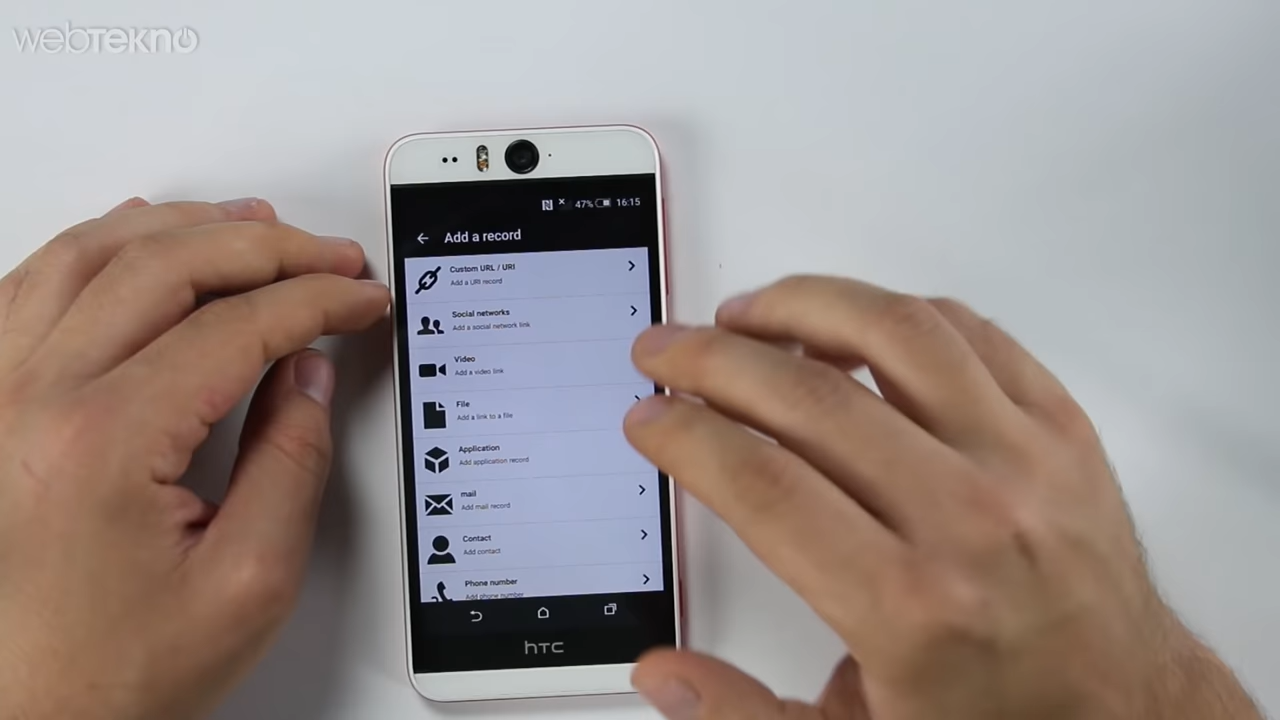 webTEKNO
47% 16:15
Add a record
Custom URL / URI
Add a URI record
Social networks
Add a social network link
Video
Add a video link
File
Add a link to a file
Application
Add application record
mail
Add mail record
Contact
Add contact
Phone number
Add phone number
hTC